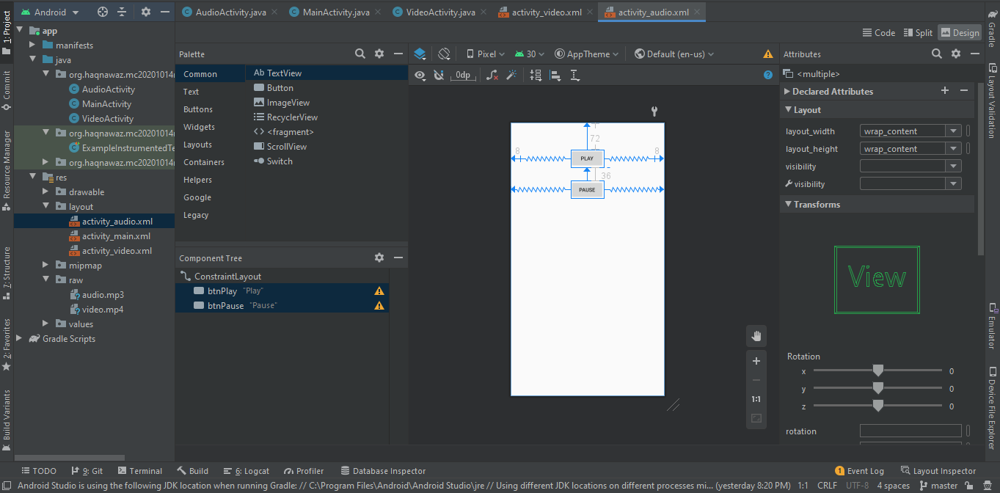 Android
AudioActivity.java
MainActivity.java
VideoActivity.java
activity_video.xml
activity_audio.xml
Code
Split
Design
1: Project
Commit
Resource Manager
7: Structure
2: Favorites
Build Variants
app
manifests
java
org.haqnawaz.mc20201014
AudioActivity
MainActivity
VideoActivity
org.haqnawaz.mc20201014
ExampleInstrumentedTe
org.haqnawaz.mc20201014
res
drawable
layout
activity_audio.xml
activity_main.xml
activity_video.xml
mipmap
raw
audio.mp3
video.mp4
values
Gradle Scripts
Palette
Common
Text
Buttons
Widgets
Layouts
Containers
Helpers
Google
Legacy
Ab TextView
Button
ImageView
RecyclerView
<fragment>
ScrollView
Switch
Component Tree
ConstraintLayout
btnPlay "Play"
btnPause "Pause"
Pixel
30
AppTheme
Default (en-us)
0dp
?
72
8
PLAY
8
36
PAUSE
1:1
Attributes
<multiple>
Declared Attributes
Layout
layout_width wrap_content
layout_height wrap_content
visibility
visibility
Transforms
View
Rotation
x 0
y 0
z 0
rotation
Gradle
Layout Validation
Emulator
Device File Explorer
TODO
9: Git
Terminal
Build
6: Logcat
Profiler
Database Inspector
1 Event Log
Layout Inspector
Android Studio is using the following JDK location when running Gradle: // C:\Program Files\Android\Android Studio\jre // Using different JDK locations on different processes mi... (yesterday 8:20 PM)
1:1
CRLF
UTF-8
4 spaces
master